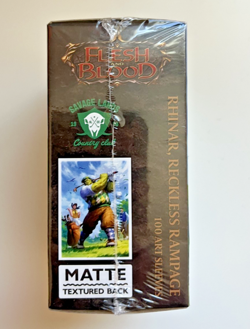 FLESH
AND
BLOOD
SAVAGE LANDS
Country club
RHINAR, RECKLESS RAMPAGE
100 ART SLEEVES
MATTE
TEXTURED BACK